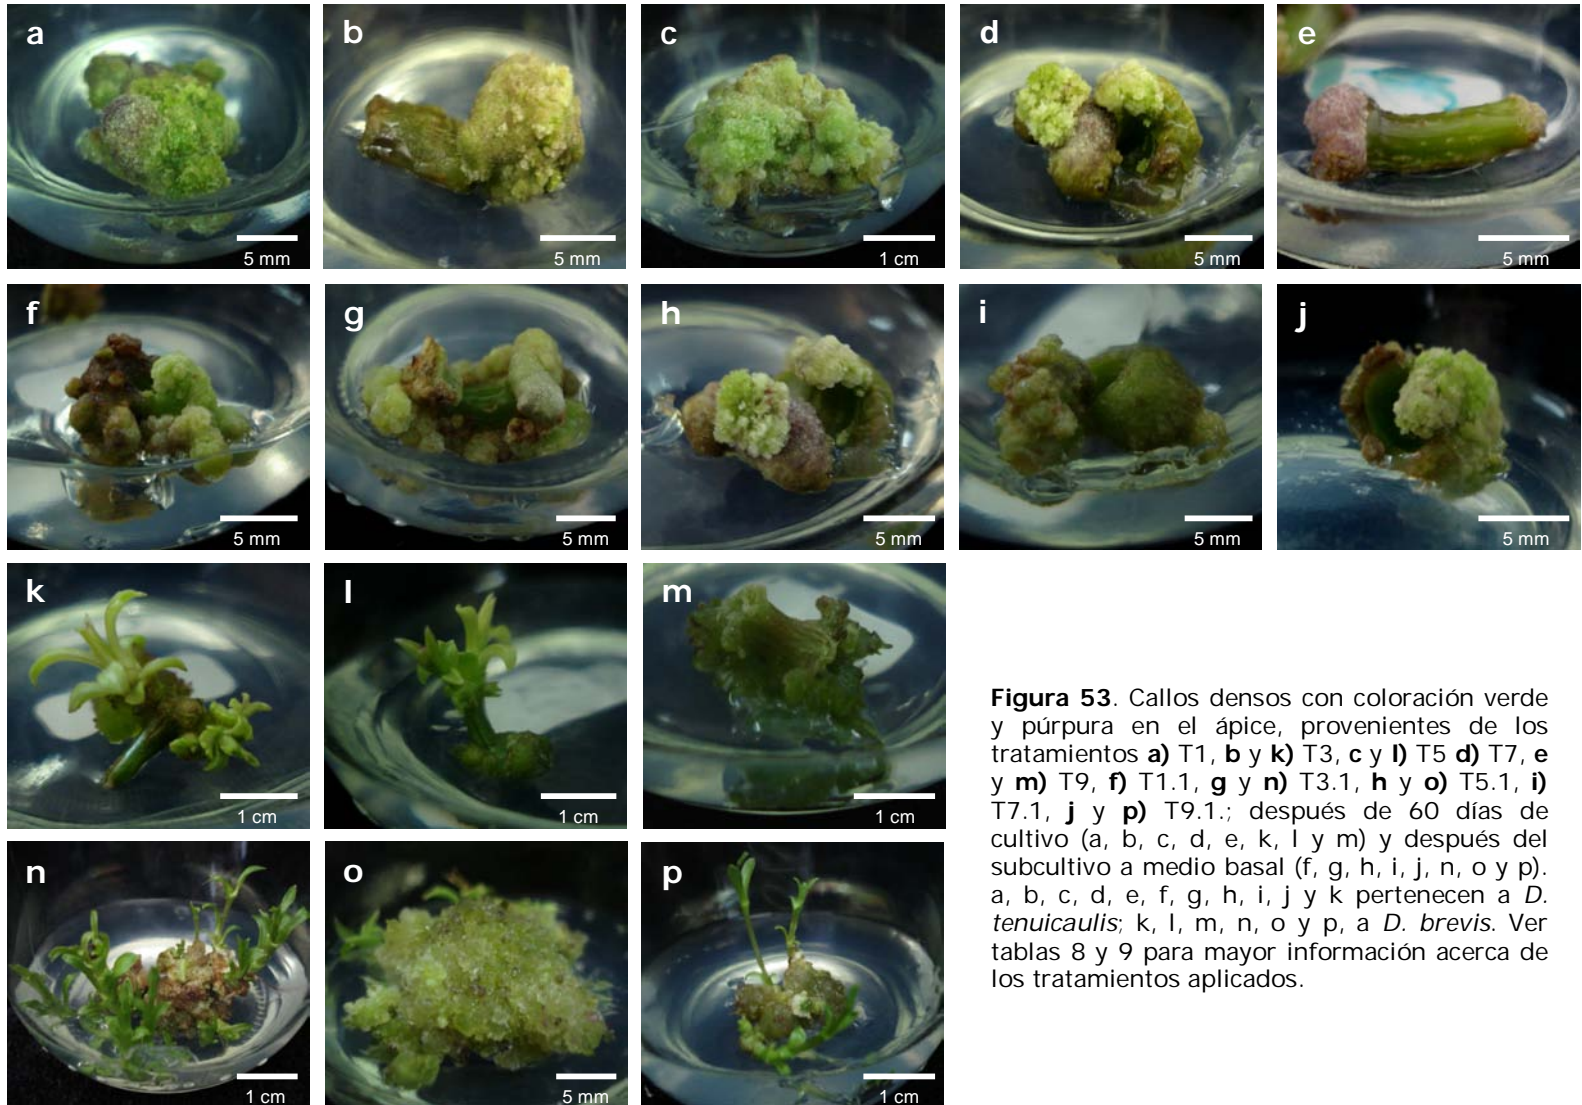 a
b
c
d
e
5 mm
5 mm
1 cm
5 mm
5 mm
f
g
h
i
j
5 mm
5 mm
5 mm
5 mm
5 mm
k
l
m
1 cm
1 cm
1 cm
n
o
p
1 cm
5 mm
1 cm
Figura 53. Callos densos con coloración verde
y púrpura en el ápice, provenientes de los
tratamientos a) T1, b y k) T3, c y l) T5 d) T7, e
y m) T9, f) T1.1, g y n) T3.1, h y o) T5.1, i)
T7.1, j y p) T9.1.; después de 60 días de
cultivo (a, b, c, d, e, k, l y m) y después del
subcultivo a medio basal (f, g, h, i, j, n, o y p).
a, b, c, d, e, f, g, h, i, j y k pertenecen a D.
tenuicaulis; k, l, m, n, o y p, a D. brevis. Ver
tablas 8 y 9 para mayor información acerca de
los tratamientos aplicados.